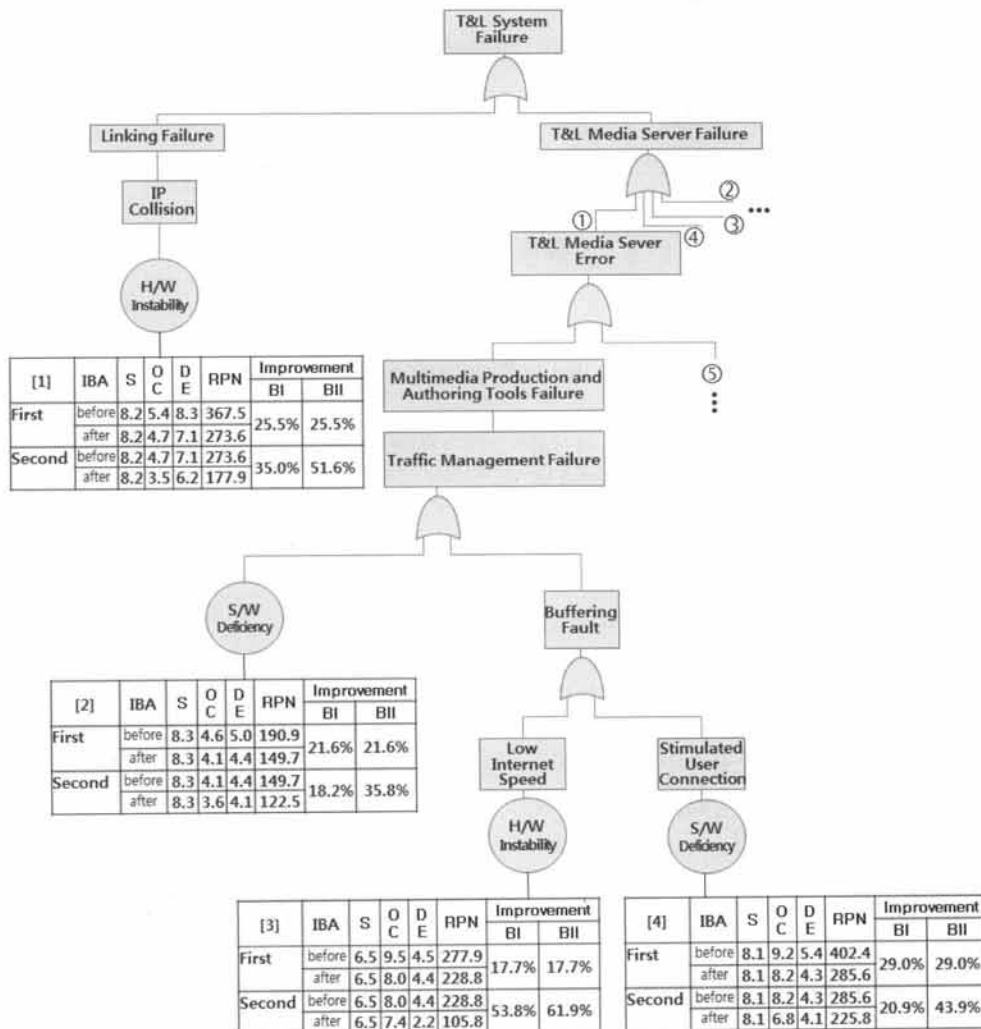 T&L System
Failure
Linking Failure
T&L Media Server Failure
IP
Collision
①
②
③
④
•••
T&L Media Sever
Error
H/W
Instability
⑤
[1] IBA S OC DE RPN Improvement
BI BII
First before 8.2 5.4 8.3 367.5 25.5% 25.5%
after 8.2 4.7 7.1 273.6
Second before 8.2 4.7 7.1 273.6 35.0% 51.6%
after 8.2 3.5 6.2 177.9
Multimedia Production and
Authoring Tools Failure
Traffic Management Failure
S/W
Deficiency
Buffering
Fault
[2] IBA S OC DE RPN Improvement
BI BII
First before 8.3 4.6 5.0 190.9 21.6% 21.6%
after 8.3 4.1 4.4 149.7
Second before 8.3 4.1 4.4 149.7 18.2% 35.8%
after 8.3 3.6 4.1 122.5
Low
Internet
Speed
Stimulated
User
Connection
H/W
Instability
S/W
Deficiency
[3] IBA S OC DE RPN Improvement
BI BII
First before 6.5 9.5 4.5 277.9 17.7% 17.7%
after 6.5 8.0 4.4 228.8
Second before 6.5 8.0 4.4 228.8 53.8% 61.9%
after 6.5 7.4 2.2 105.8
[4] IBA S OC DE RPN Improvement
BI BII
First before 8.1 9.2 5.4 402.4 29.0% 29.0%
after 8.1 8.2 4.3 285.6
Second before 8.1 8.2 4.3 285.6 20.9% 43.9%
after 8.1 6.8 4.1 225.8